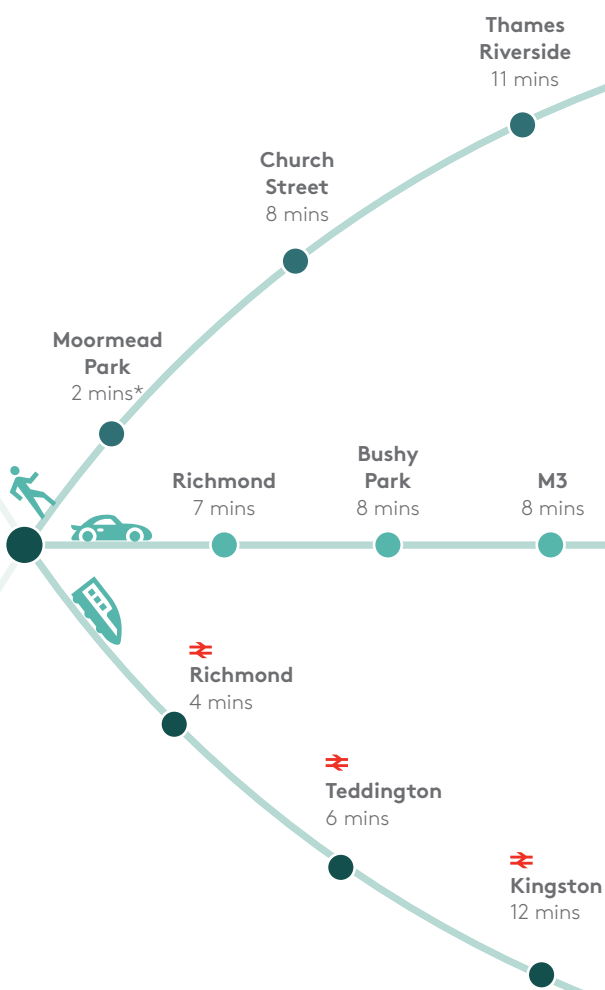 Thames
Riverside
11 mins
Church
Street
8 mins
Moormead
Park
2 mins*
Richmond
7 mins
Bushy
Park
8 mins
M3
8 mins
Richmond
4 mins
Teddington
6 mins
Kingston
12 mins